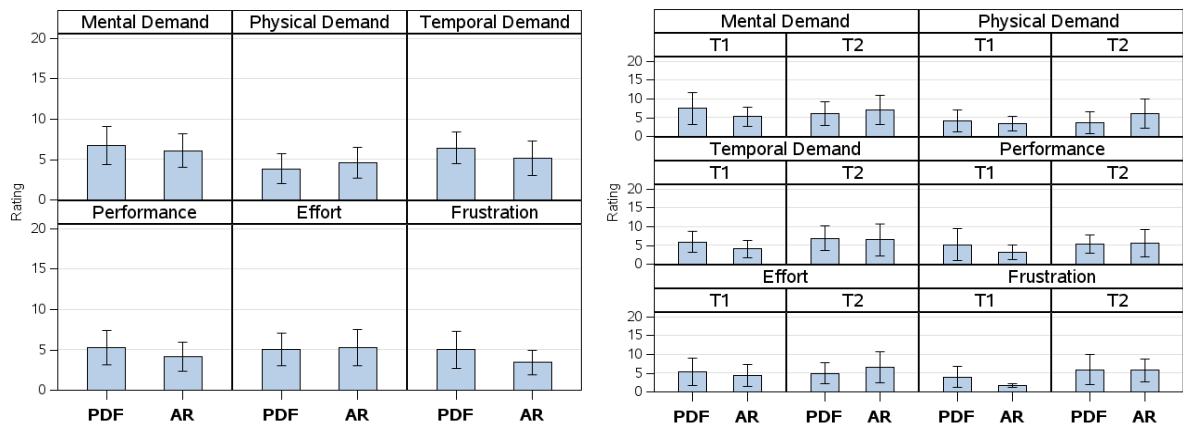 Mental Demand Physical Demand Temporal Demand
20
15
10
5
0
Rating
Performance Effort Frustration
20
15
10
5
0
PDF AR PDF AR PDF AR
Mental Demand Physical Demand
T1 T2 T1 T2
20
15
10
5
0
Temporal Demand Performance
T1 T2 T1 T2
20
15
10
5
0
Rating
Effort Frustration
T1 T2 T1 T2
20
15
10
5
0
PDF AR PDF AR PDF AR PDF AR